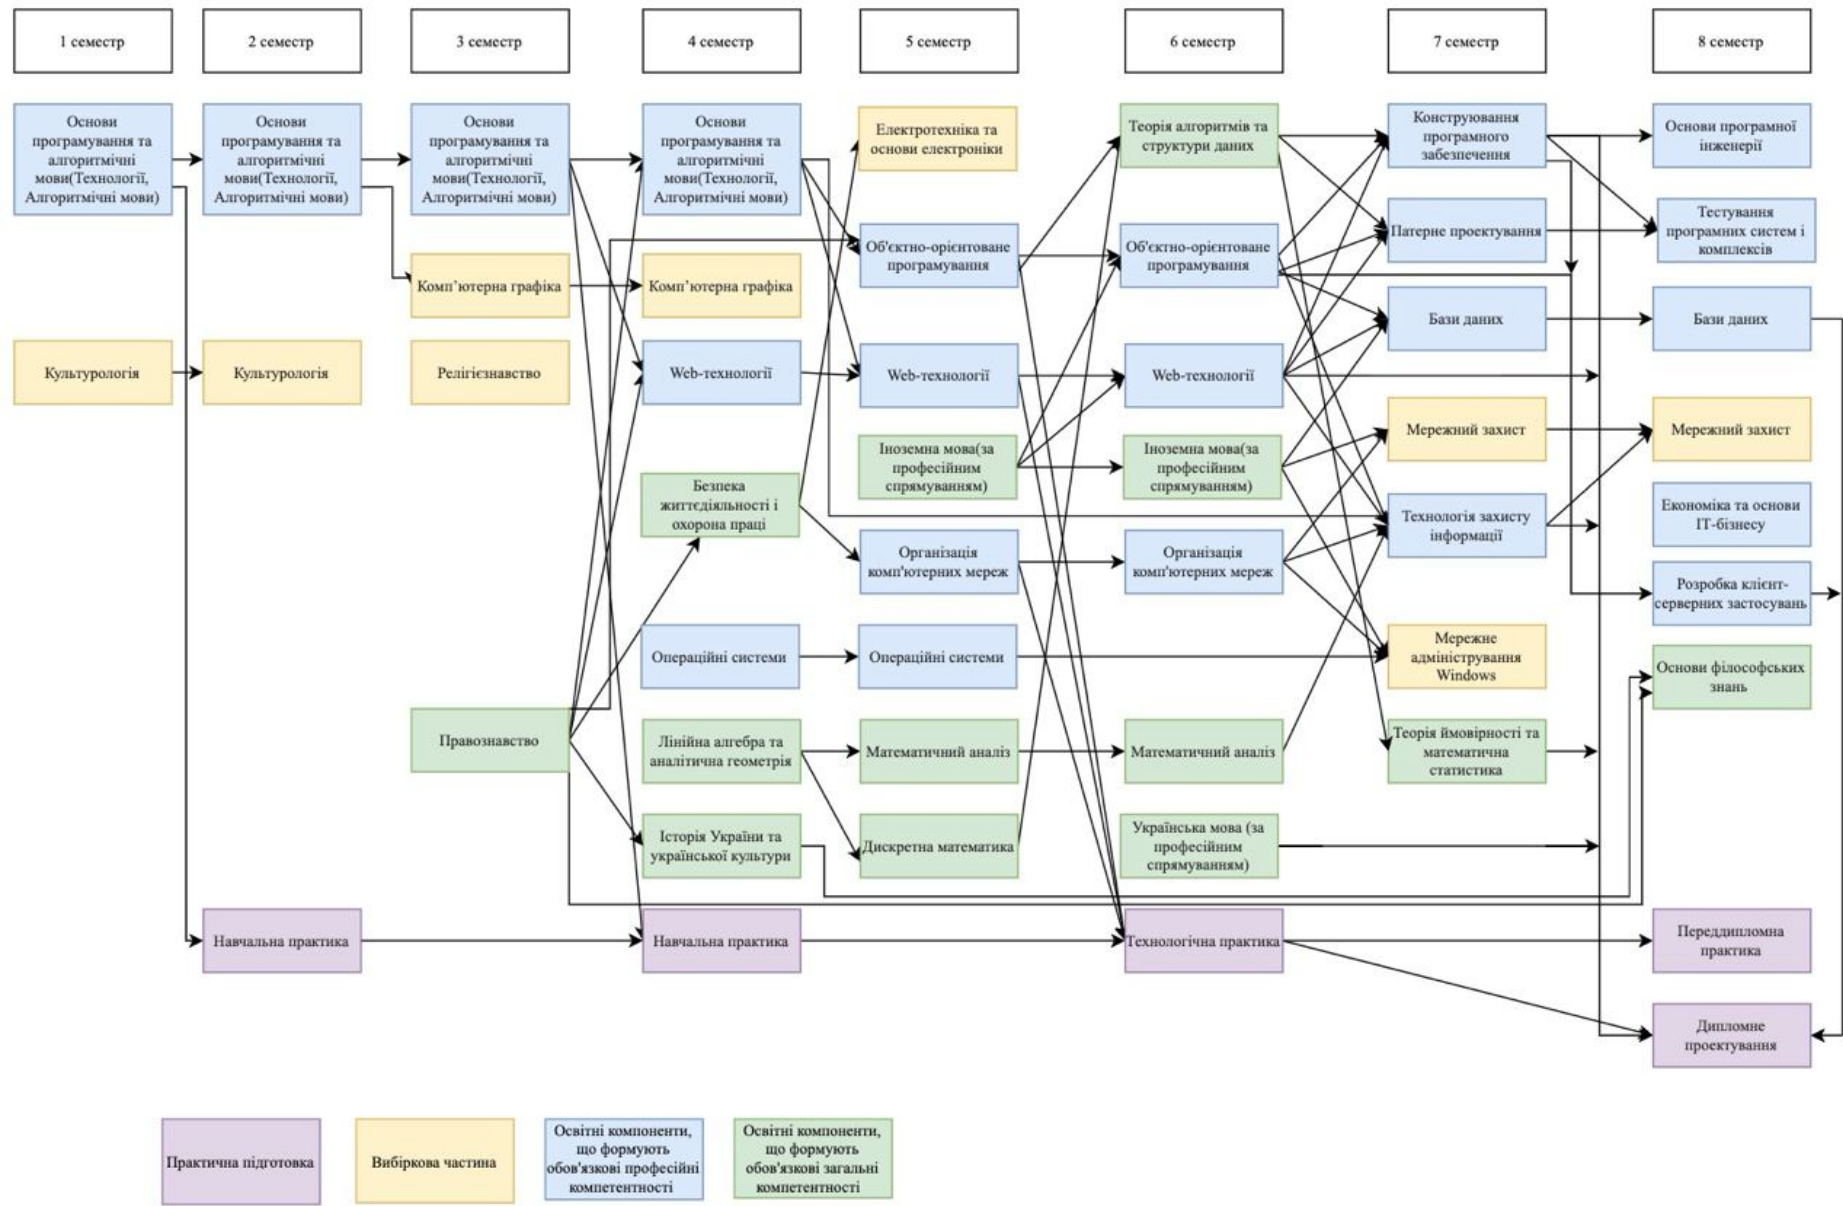 1 семестр
2 семестр
3 семестр
4 семестр
5 семестр
6 семестр
7 семестр
8 семестр
Основи
програмування та
алгоритмічні
мови(Технології,
Алгоритмічні мови)
Культурологія
Основи
програмування та
алгоритмічні
мови(Технології,
Алгоритмічні мови)
Культурологія
Навчальна практика
Основи
програмування та
алгоритмічні
мови(Технології,
Алгоритмічні мови)
Комп'ютерна графіка
Релігієзнавство
Правознавство
Основи
програмування та
алгоритмічні
мови(Технології,
Алгоритмічні мови)
Комп'ютерна графіка
Web-технології
Безпека
життєдіяльності і
охорона праці
Операційні системи
Лінійна алгебра та
аналітична геометрія
Історія України та
української культури
Навчальна практика
Електротехніка та
основи електроніки
Об'єктно-орієнтоване
програмування
Web-технології
Іноземна мова(за
професійним
спрямуванням)
Організація
комп'ютерних мереж
Операційні системи
Математичний аналіз
Дискретна математика
Теорія алгоритмів та
структури даних
Об'єктно-орієнтоване
програмування
Web-технології
Іноземна мова(за
професійним
спрямуванням)
Організація
комп'ютерних мереж
Математичний аналіз
Українська мова (за
професійним
спрямуванням)
Технологічна практика
Конструювання
програмного
забезпечення
Патерне проектування
Бази даних
Мережний захист
Технологія захисту
інформації
Мережне
адміністрування
Windows
Теорія ймовірності та
математична
статистика
Основи програмної
інженерії
Тестування
програмних систем і
комплексів
Бази даних
Мережний захист
Економіка та основи
ІТ-бізнесу
Розробка клієнт-
серверних застосувань
Основи філософських
знань
Переддипломна
практика
Дипломне
проектування
Практична підготовка
Вибіркова частина
Освітні компоненти,
що формують
обов'язкові професійні
компетентності
Освітні компоненти,
що формують
обов'язкові загальні
компетентності